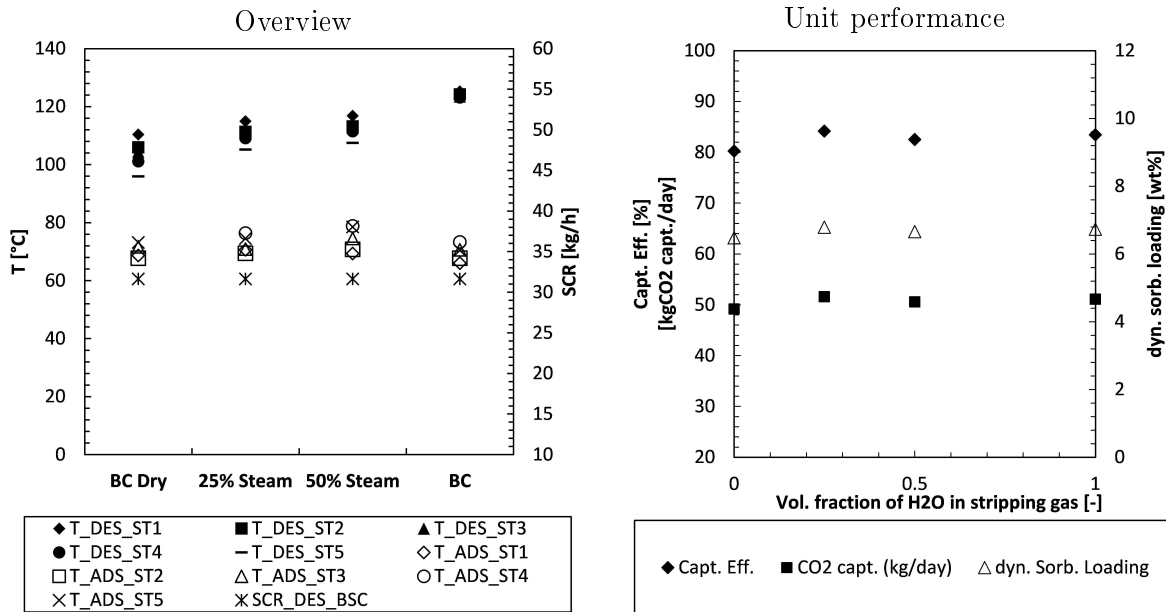 Overview
140
120
100
80
60
40
20
0
T [°C]
60
55
50
45
40
35
30
25
20
15
10
SCR [kg/h]
BC Dry 25% Steam 50% Steam BC
T_DES_ST1 T_DES_ST2 T_DES_ST3
T_DES_ST4 T_DES_ST5 T_ADS_ST1
T_ADS_ST2 T_ADS_ST3 T_ADS_ST4
T_ADS_ST5 SCR_DES_BSC
Unit performance
100
90
80
70
60
50
40
30
20
Capt. Eff. [%]
[kgCO2 capt./day]
12
10
8
6
4
2
0
dyn. sorb. loading [wt%]
0 0.5 1
Vol. fraction of H2O in stripping gas [-]
Capt. Eff. CO2 capt. (kg/day) dyn. Sorb. Loading